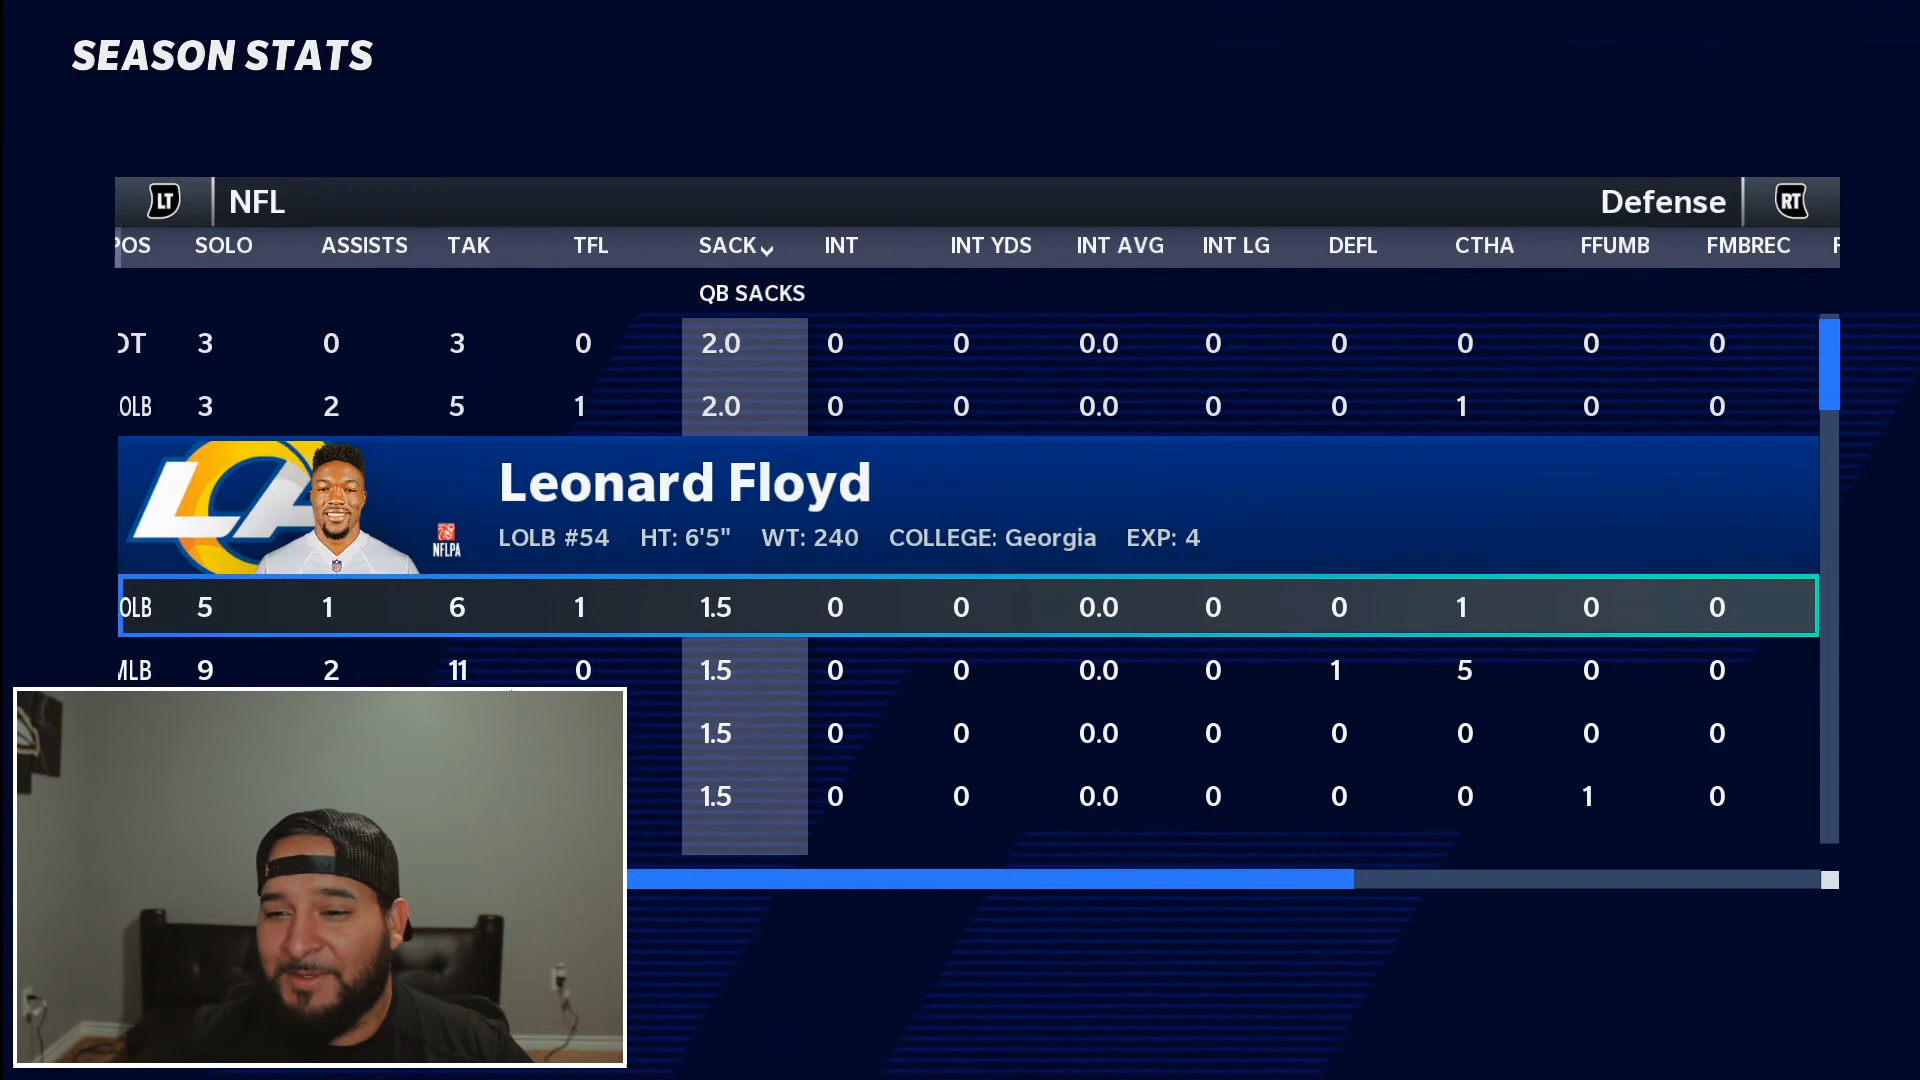 SEASON STATS
LT NFL Defense RT
POS SOLO ASSISTS TAK TFL SACK INT INT YDS INT AVG INT LG DEFL CTHA FFUMB FMBREC F
QB SACKS
DT 3 0 3 0 2.0 0 0 0.0 0 0 0 0 0
OLB 3 2 5 1 2.0 0 0 0.0 0 0 1 0 0
LA
Leonard Floyd
NFLPA LOLB #54 HT: 6'5" WT: 240 COLLEGE: Georgia EXP: 4
OLB 5 1 6 1 1.5 0 0 0.0 0 0 1 0 0
MLB 9 2 11 0 1.5 0 0 0.0 0 1 5 0 0
1.5 0 0 0.0 0 0 0 0 0
1.5 0 0 0.0 0 0 0 1 0